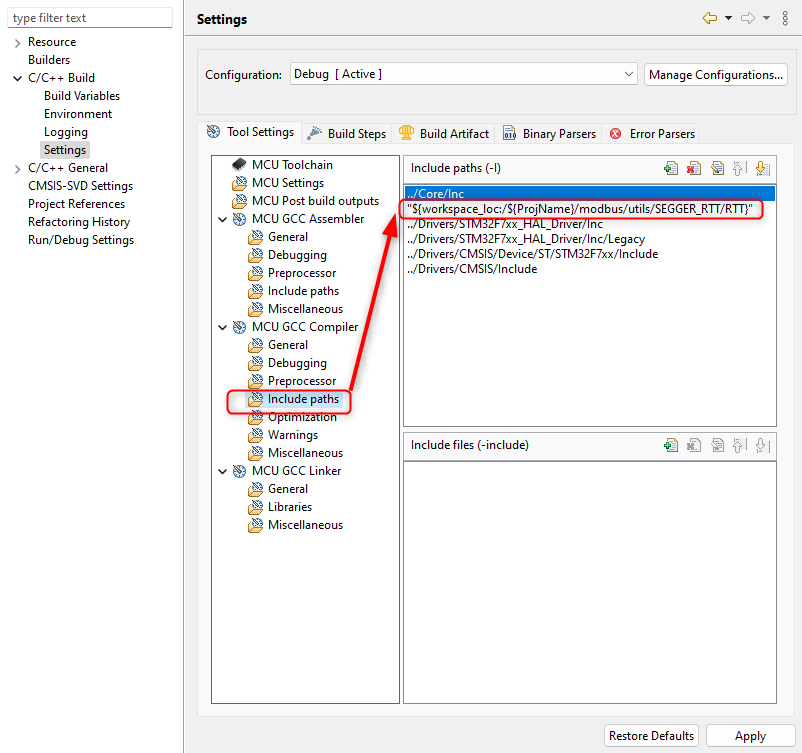 type filter text
Resource
Builders
C/C++ Build
Build Variables
Environment
Logging
Settings
C/C++ General
CMSIS-SVD Settings
Project References
Refactoring History
Run/Debug Settings
Settings
Configuration:
Debug [ Active ]
Manage Configurations...
Tool Settings
Build Steps
Build Artifact
Binary Parsers
Error Parsers
MCU Toolchain
MCU Settings
MCU Post build outputs
MCU GCC Assembler
General
Debugging
Preprocessor
Include paths
Miscellaneous
MCU GCC Compiler
General
Debugging
Preprocessor
Include paths
Optimization
Warnings
Miscellaneous
MCU GCC Linker
General
Libraries
Miscellaneous
Include paths (-I)
../Core/Inc
"${workspace_loc:/${ProjName}/modbus/utils/SEGGER_RTT/RTT}"
../Drivers/STM32F7xx_HAL_Driver/Inc
../Drivers/STM32F7xx_HAL_Driver/Inc/Legacy
../Drivers/CMSIS/Device/ST/STM32F7xx/Include
../Drivers/CMSIS/Include
Include files (-include)
Restore Defaults
Apply